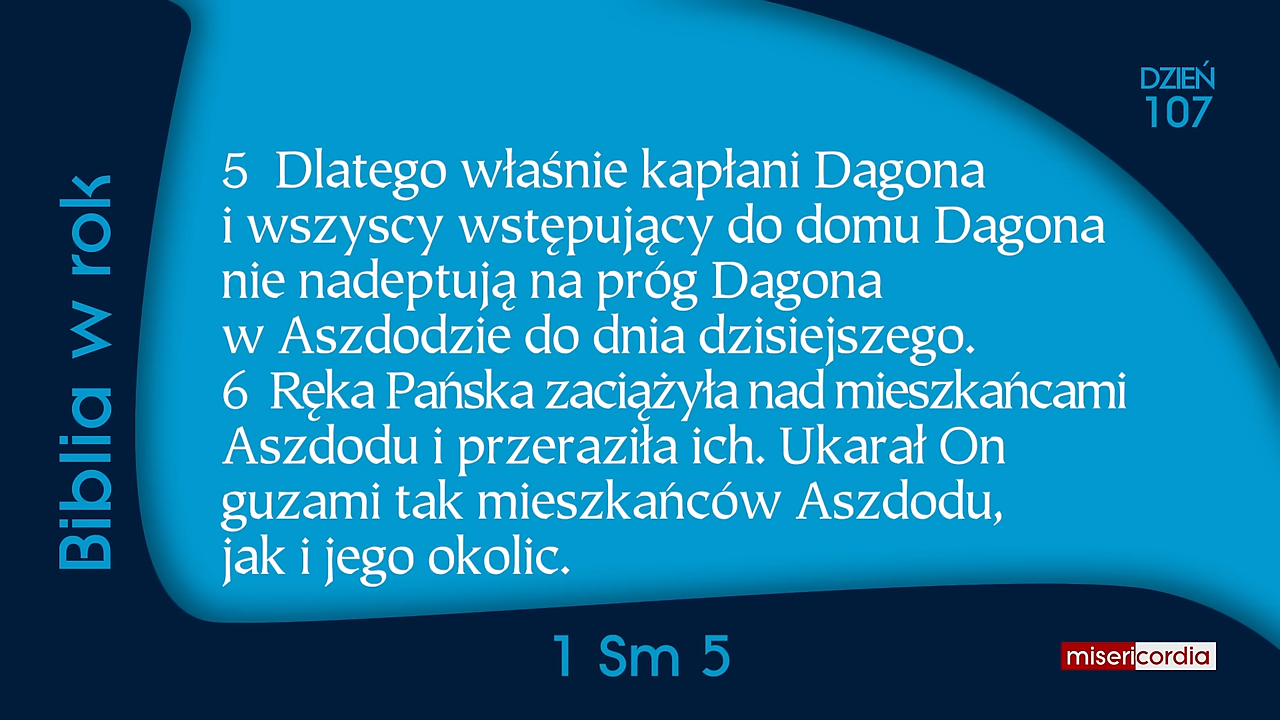 DZIEŃ
107
Biblia w rok
5 Dlatego właśnie kapłani Dagona
i wszyscy wstępujący do domu Dagona
nie nadeptują na próg Dagona
w Aszdodzie do dnia dzisiejszego.
6 Ręka Pańska zaciążyła nad mieszkańcami
Aszdodu i przeraziła ich. Ukarał On
guzami tak mieszkańców Aszdodu,
jak i jego okolic.
1 Sm 5
misericordia